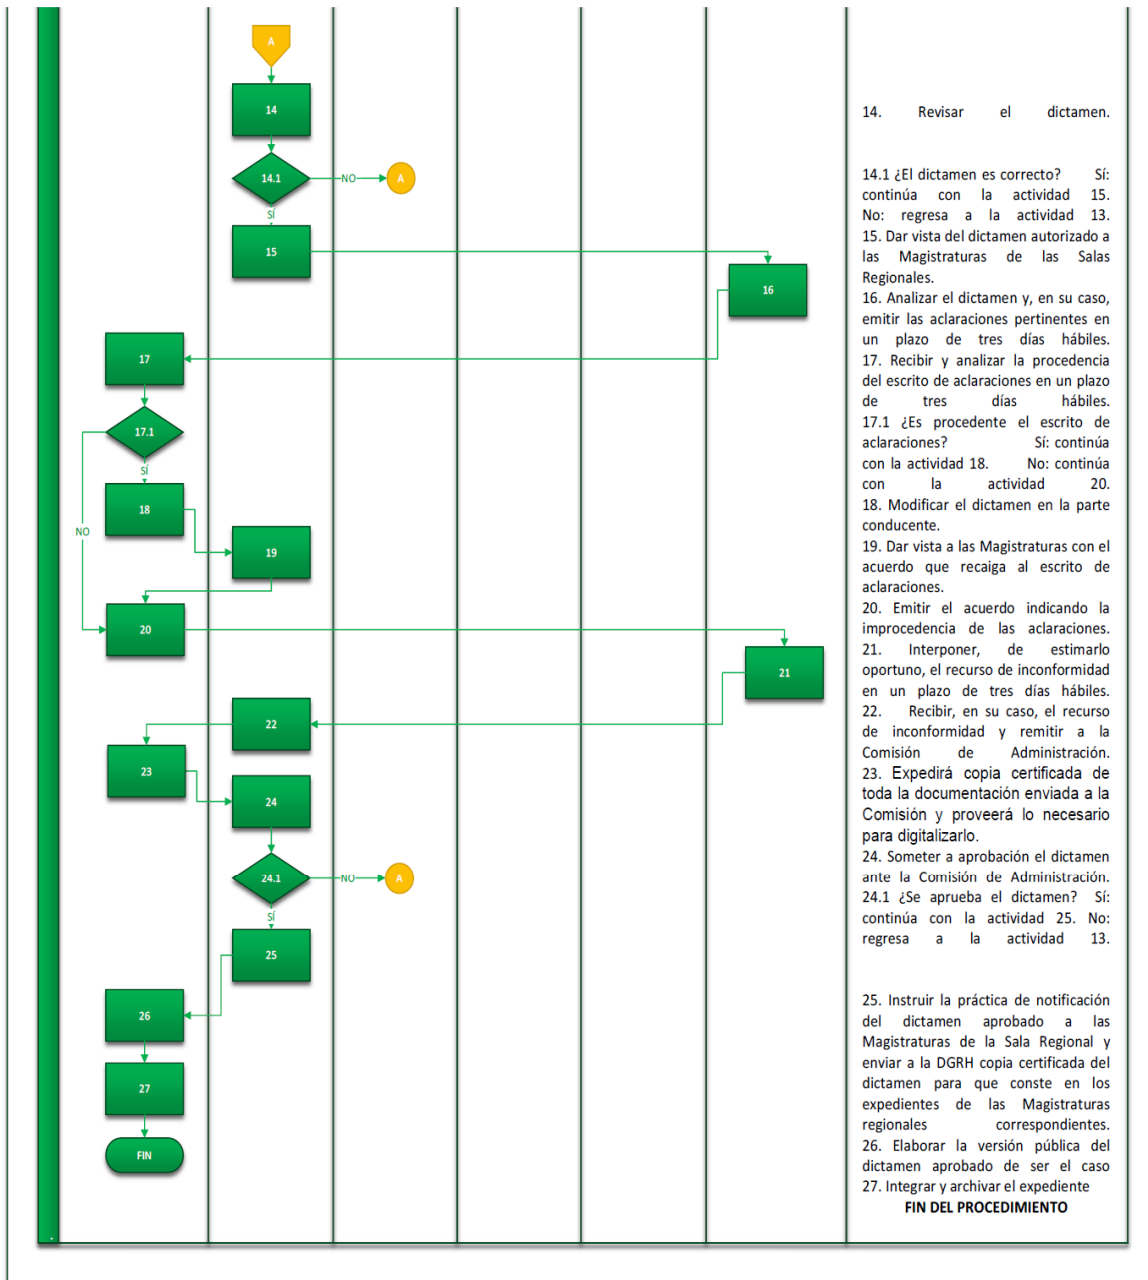 A
14
14.1
NO
A
SÍ
15
16
17
17.1
SÍ
18
NO
19
20
21
22
23
24
24.1
NO
A
SÍ
25
26
27
FIN
14. Revisar el dictamen.
14.1 ¿El dictamen es correcto? Sí:
continúa con la actividad 15.
No: regresa a la actividad 13.
15. Dar vista del dictamen autorizado a
las Magistraturas de las Salas
Regionales.
16. Analizar el dictamen y, en su caso,
emitir las aclaraciones pertinentes en
un plazo de tres días hábiles.
17. Recibir y analizar la procedencia
del escrito de aclaraciones en un plazo
de tres días hábiles.
17.1 ¿Es procedente el escrito de
aclaraciones? Sí: continúa
con la actividad 18. No: continúa
con la actividad 20.
18. Modificar el dictamen en la parte
conducente.
19. Dar vista a las Magistraturas con el
acuerdo que recaiga al escrito de
aclaraciones.
20. Emitir el acuerdo indicando la
improcedencia de las aclaraciones.
21. Interponer, de estimarlo
oportuno, el recurso de inconformidad
en un plazo de tres días hábiles.
22. Recibir, en su caso, el recurso
de inconformidad y remitir a la
Comisión de Administración.
23. Expedirá copia certificada de
toda la documentación enviada a la
Comisión y proveerá lo necesario
para digitalizarlo.
24. Someter a aprobación el dictamen
ante la Comisión de Administración.
24.1 ¿Se aprueba el dictamen? Sí:
continúa con la actividad 25. No:
regresa a la actividad 13.
25. Instruir la práctica de notificación
del dictamen aprobado a las
Magistraturas de la Sala Regional y
enviar a la DGRH copia certificada del
dictamen para que conste en los
expedientes de las Magistraturas
regionales correspondientes.
26. Elaborar la versión pública del
dictamen aprobado de ser el caso
27. Integrar y archivar el expediente
FIN DEL PROCEDIMIENTO